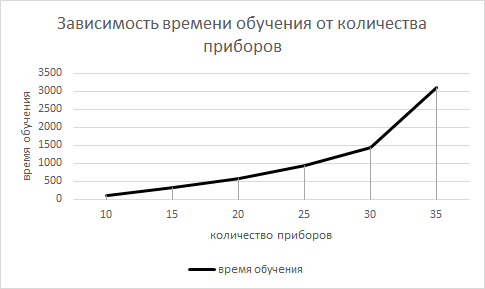 Зависимость времени обучения от количества
приборов
3500
3000
2500
2000
1500
1000
500
0
время обучения
10 15 20 25 30 35
количество приборов
время обучения